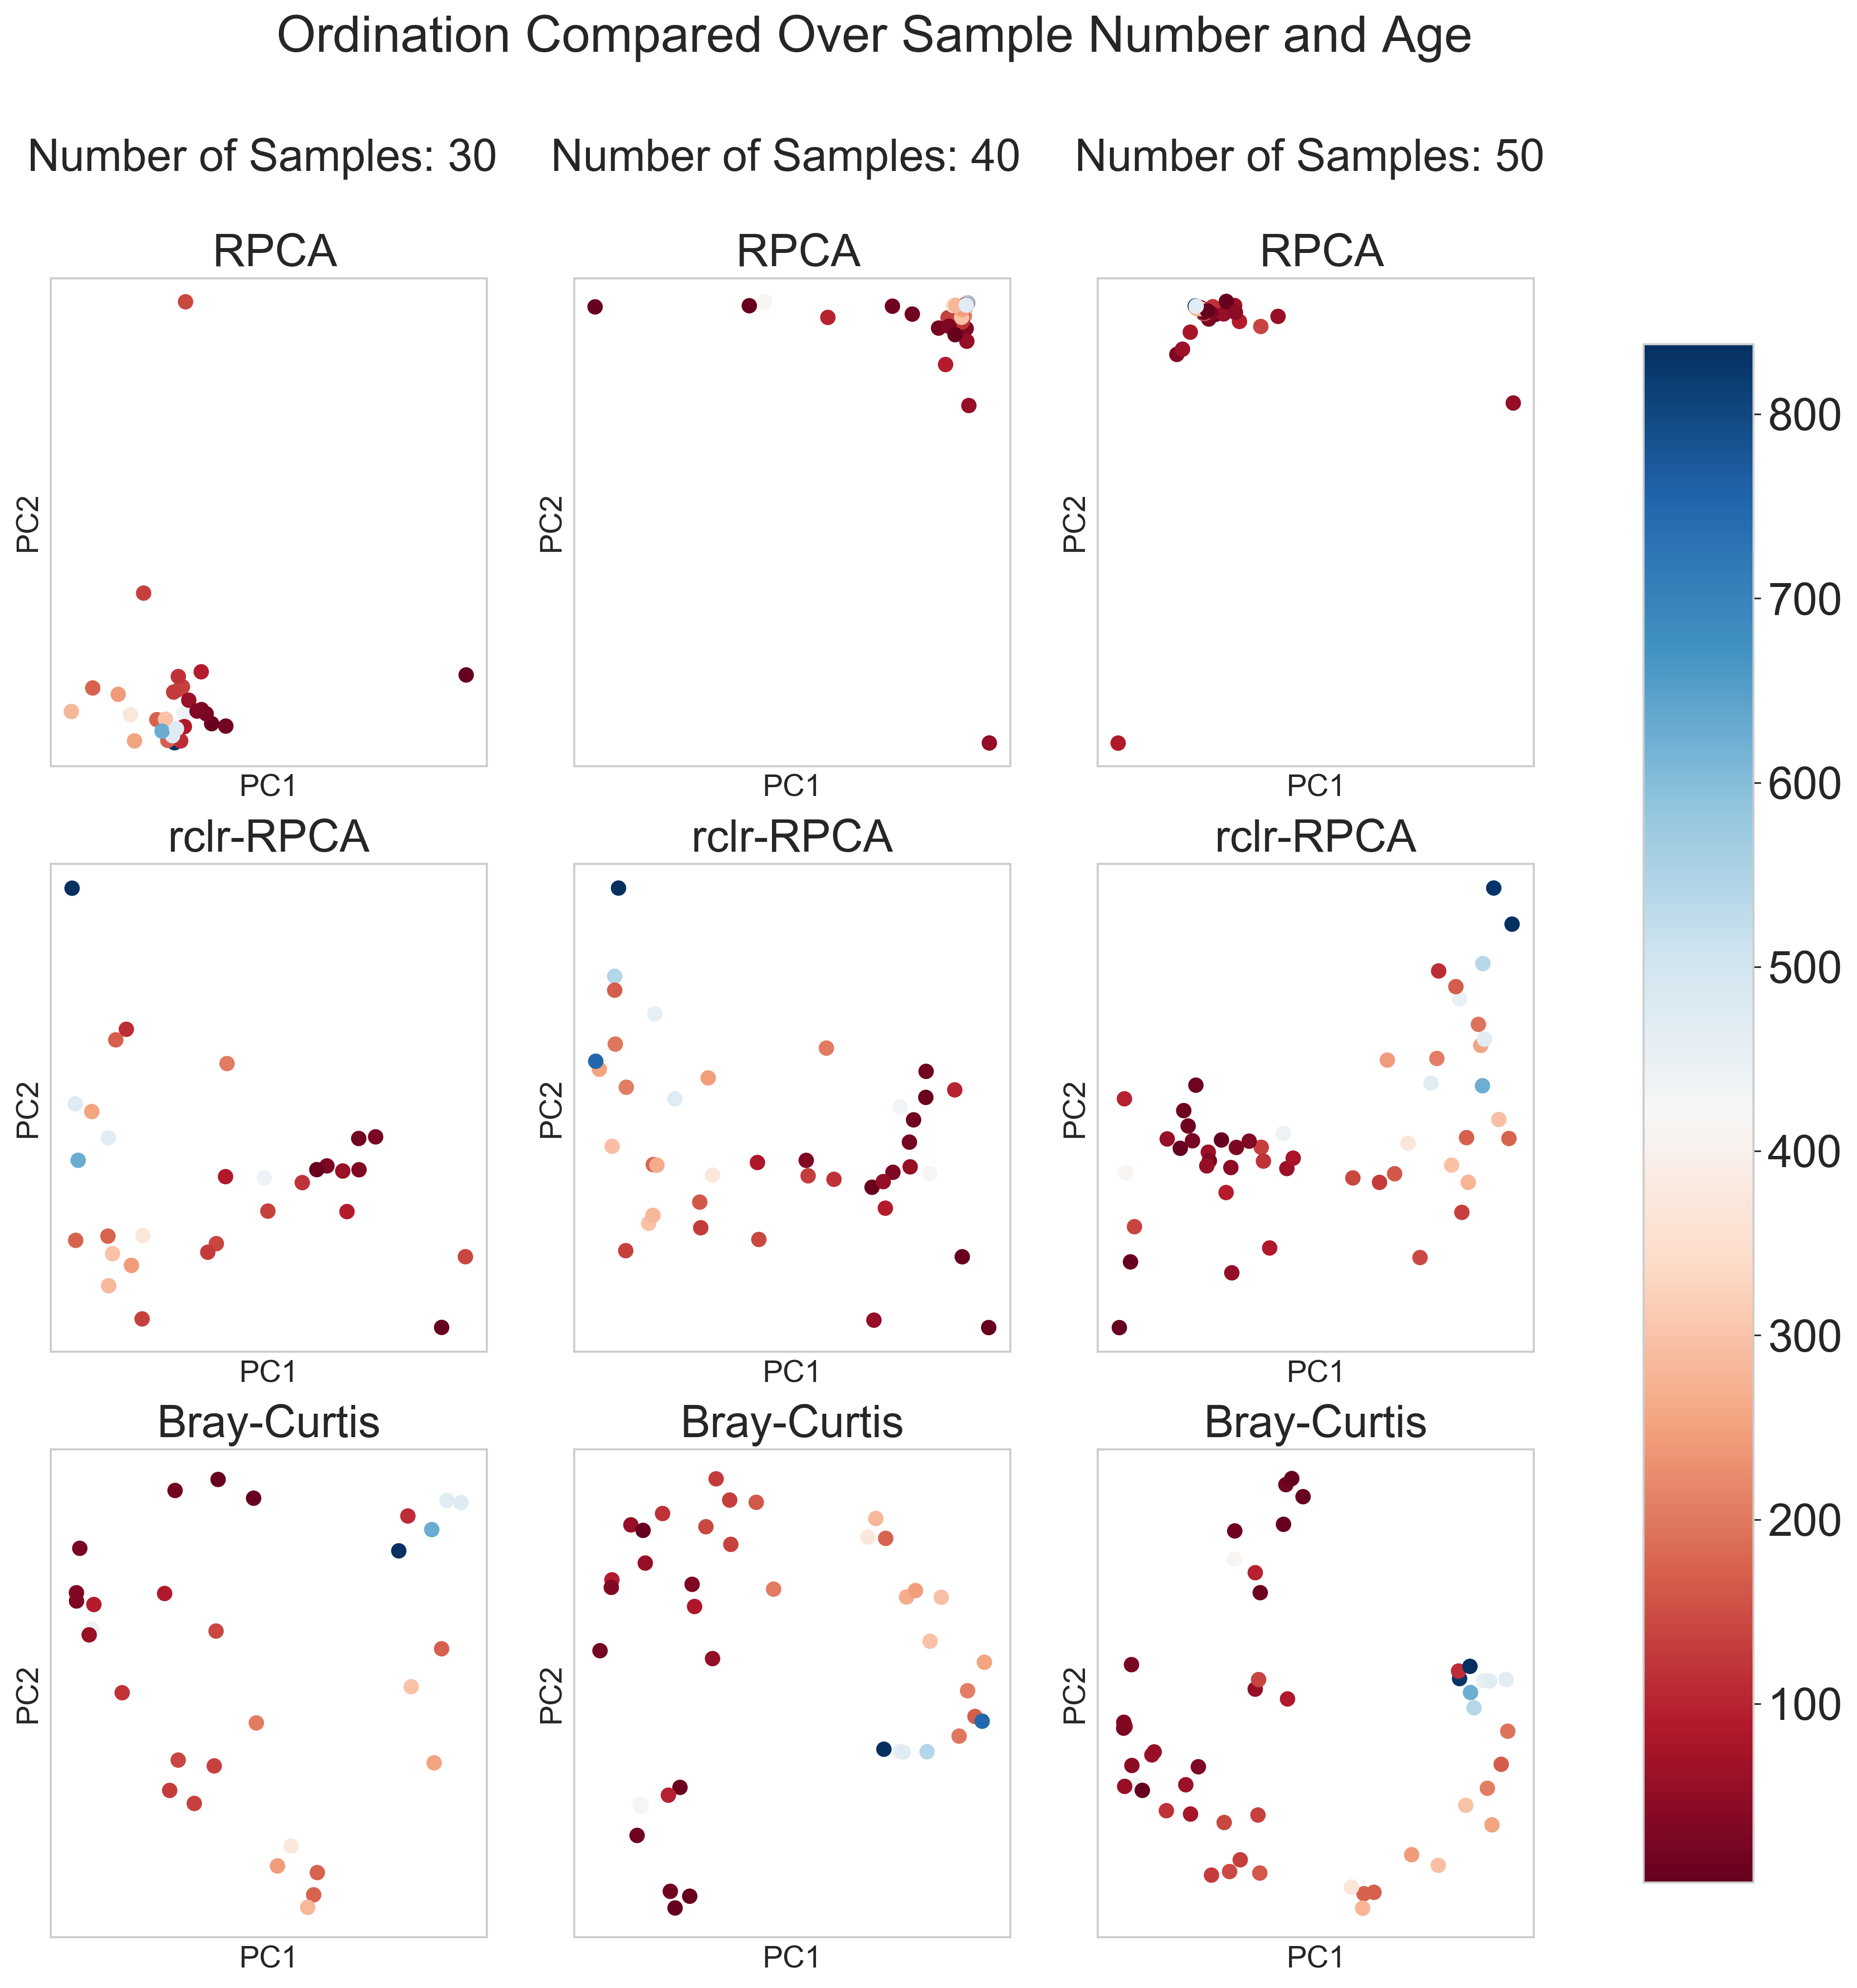 Ordination Compared Over Sample Number and Age
Number of Samples: 30
Number of Samples: 40
Number of Samples: 50
RPCA
RPCA
RPCA
PC2
PC2
PC2
PC1
PC1
PC1
rclr-RPCA
rclr-RPCA
rclr-RPCA
PC2
PC2
PC2
PC1
PC1
PC1
Bray-Curtis
Bray-Curtis
Bray-Curtis
PC2
PC2
PC2
PC1
PC1
PC1
800
700
600
500
400
300
200
100